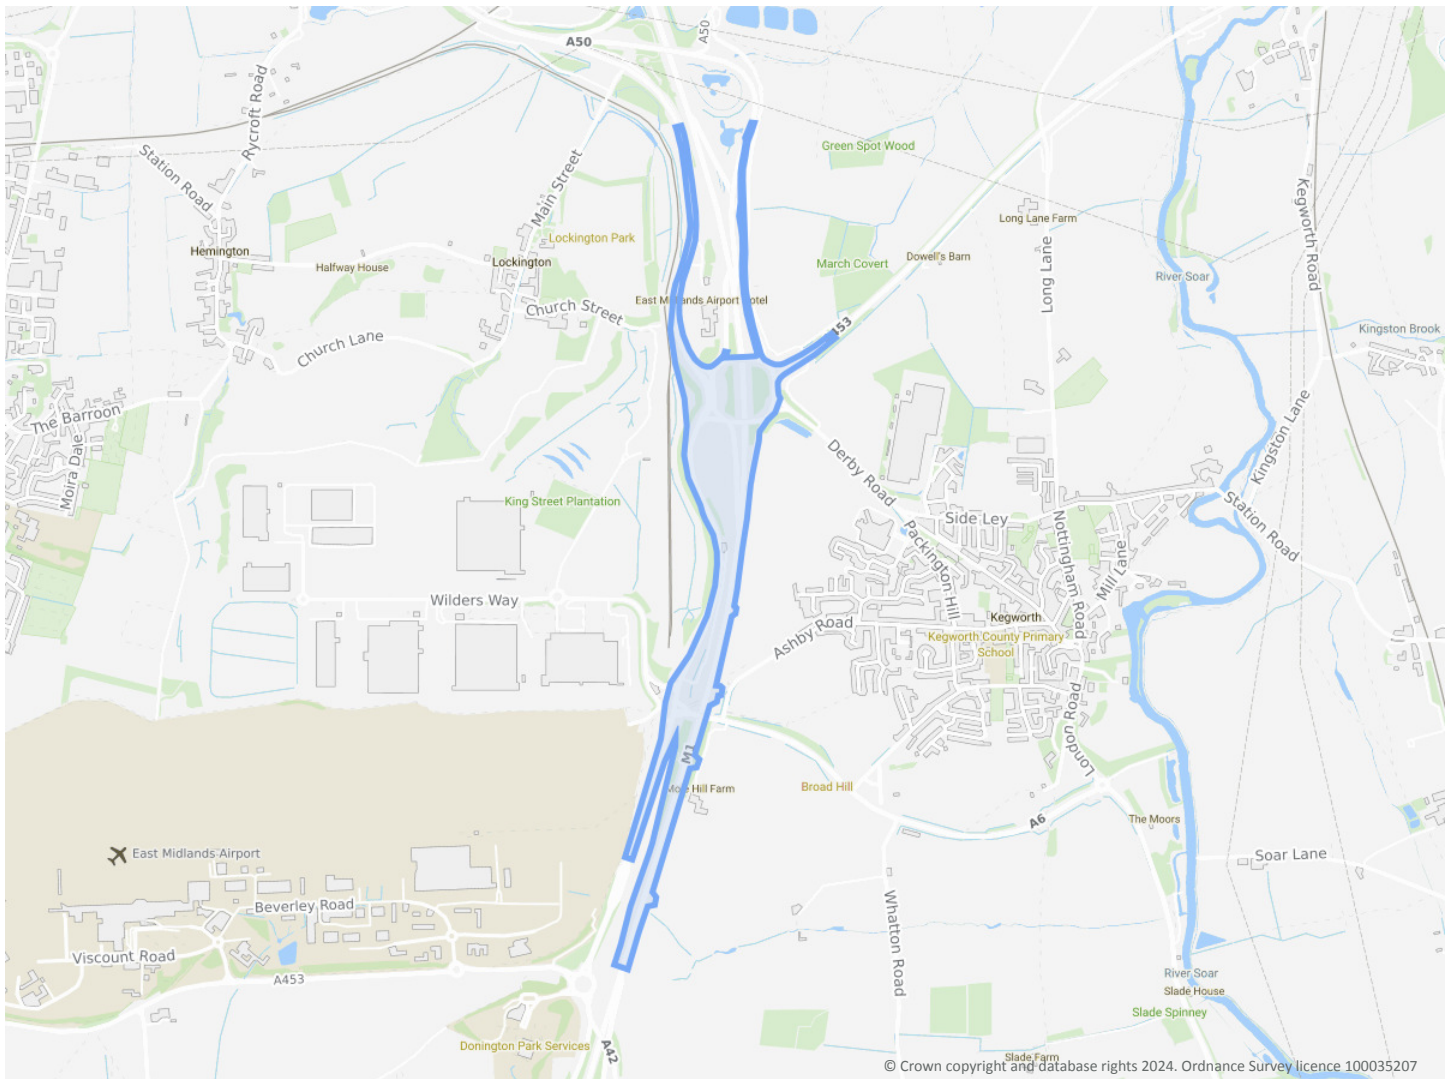 A50
A50
Rycroft Road
Station Road
Green Spot Wood
Main Street
Kegworth Road
Long Lane Farm
Lockington Park
Hemington
Halfway House
Lockington
March Covert
Dowell's Barn
Long Lane
River Soar
East Midlands Airport Hotel
Church Street
Church Lane
A453
Kingston Brook
The Barroon
Moira Dale
Derby Road
Kingston Lane
King Street Plantation
Side Ley
Station Road
Packington Hill
Nottingham Road
Mill Lane
Wilders Way
Ashby Road
Kegworth
Kegworth County Primary
School
London Road
M1
Mole Hill Farm
Broad Hill
A6
The Moors
East Midlands Airport
Soar Lane
Beverley Road
Whatton Road
Viscount Road
A453
River Soar
Slade House
Slade Spinney
Donington Park Services
A42
Slade Farm
© Crown copyright and database rights 2024. Ordnance Survey licence 100035207